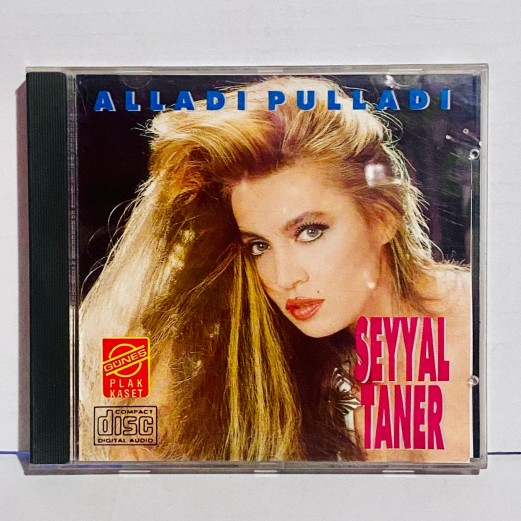 ALLADI PULLADI
SEYYAL
TANER
GÜNEŞ
PLAK
KASET
COMPACT
disc
DIGITAL AUDIO